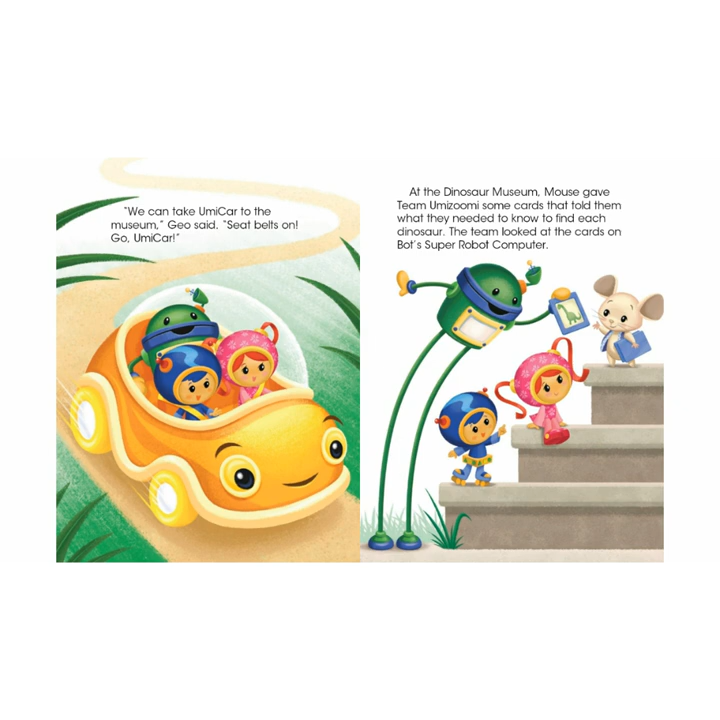 “We can take UmiCar to the
museum,” Geo said. “Seat belts on!
Go, UmiCar!”
At the Dinosaur Museum, Mouse gave
Team Umizoomi some cards that told them
what they needed to know to find each
dinosaur. The team looked at the cards on
Bot’s Super Robot Computer.